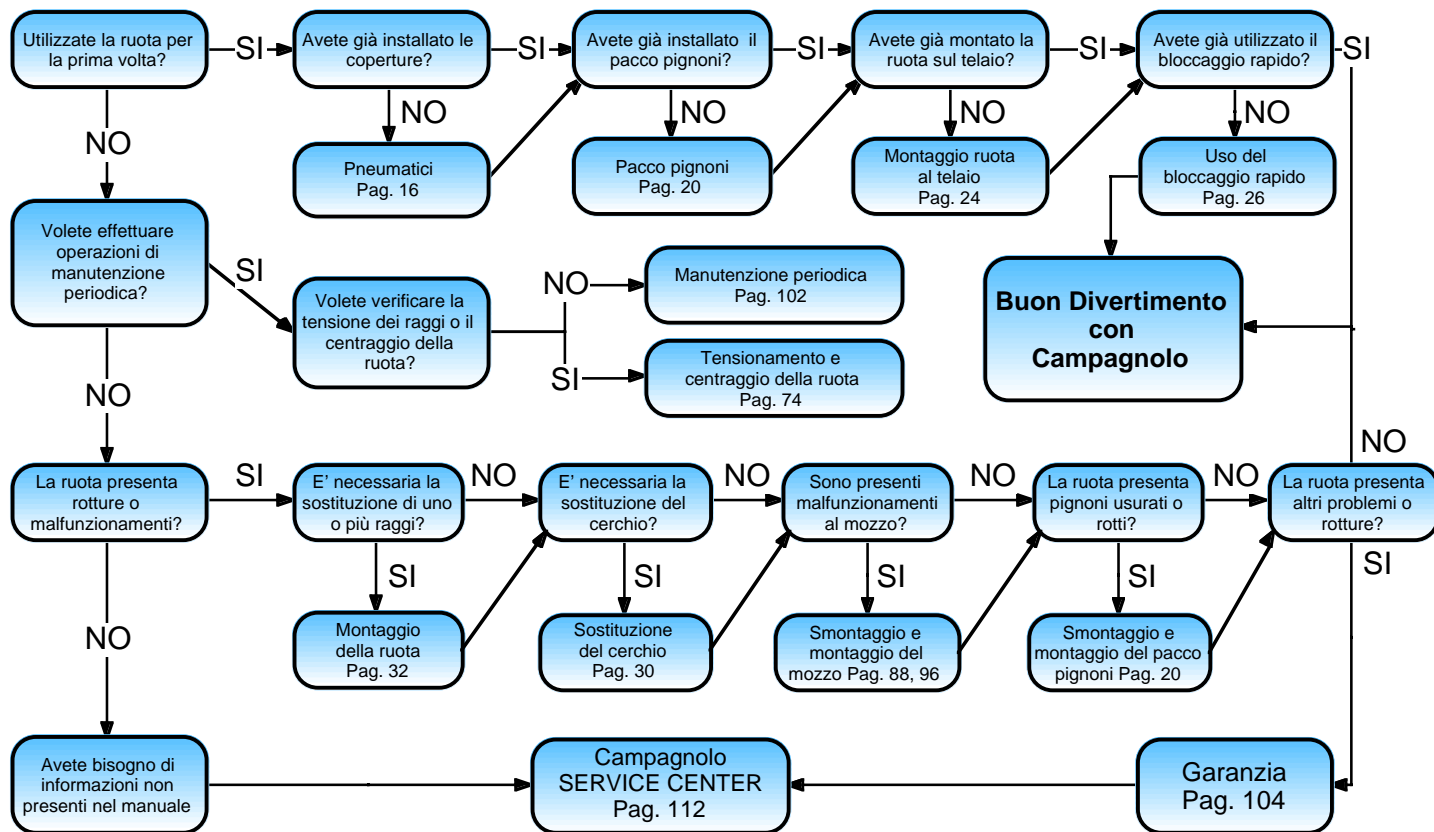 Utilizzate la ruota per
la prima volta?
SI
Avete già installato le
coperture?
SI
Avete già installato il
pacco pignoni?
SI
Avete già montato la
ruota sul telaio?
SI
Avete già utilizzato il
bloccaggio rapido?
SI
NO
NO
NO
NO
NO
Pneumatici
Pag. 16
Pacco pignoni
Pag. 20
Montaggio ruota
al telaio
Pag. 24
Uso del
bloccaggio rapido
Pag. 26
Volete effettuare
operazioni di
manutenzione
periodica?
SI
Volete verificare la
tensione dei raggi o il
centraggio della
ruota?
NO
Manutenzione periodica
Pag. 102
SI
Tensionamento e
centraggio della ruota
Pag. 74
Buon Divertimento
con
Campagnolo
NO
NO
La ruota presenta
rotture o
malfunzionamenti?
SI
E' necessaria la
sostituzione di uno
o più raggi?
NO
E' necessaria la
sostituzione del
cerchio?
NO
Sono presenti
malfunzionamenti
al mozzo?
NO
La ruota presenta
pignoni usurati o
rotti?
NO
La ruota presenta
altri problemi o
rotture?
SI
SI
SI
SI
SI
NO
Montaggio
della ruota
Pag. 32
Sostituzione
del cerchio
Pag. 30
Smontaggio e
montaggio del
mozzo Pag. 88, 96
Smontaggio e
montaggio del pacco
pignoni Pag. 20
Avete bisogno di
informazioni non
presenti nel manuale
Campagnolo
SERVICE CENTER
Pag. 112
Garanzia
Pag. 104